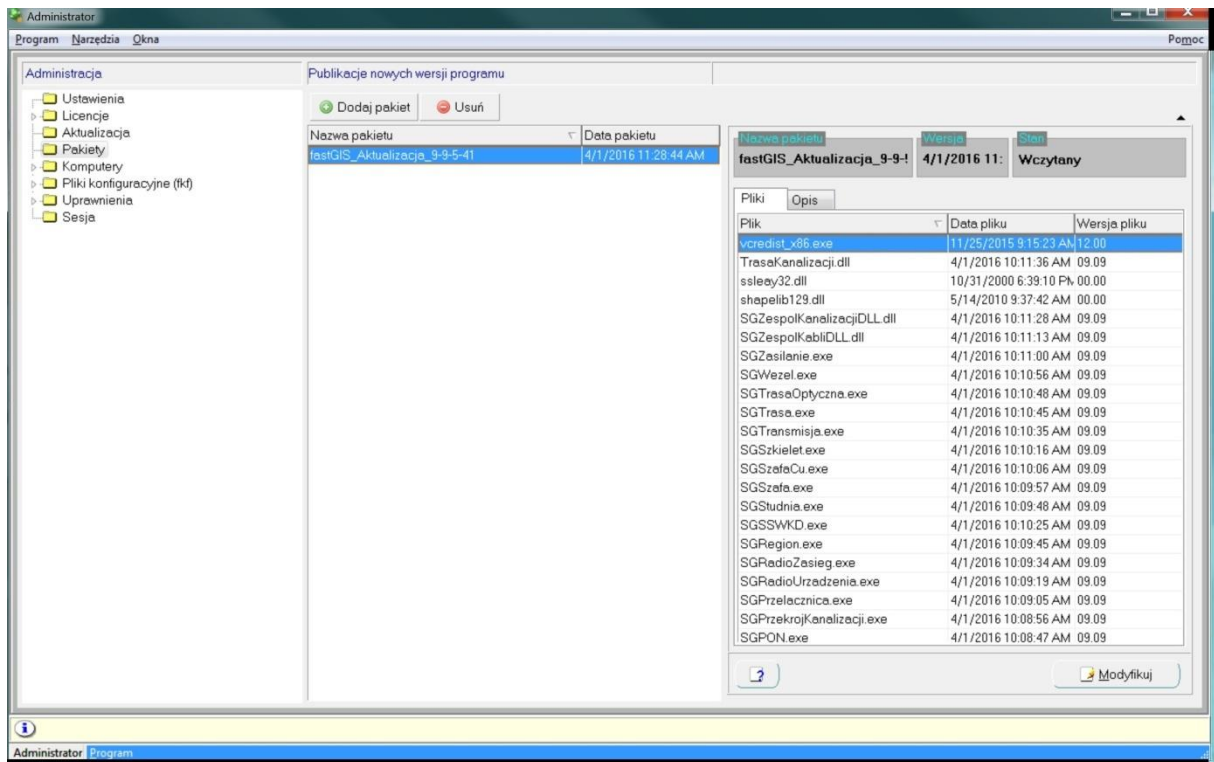 Administrator
Program Narzędzia Okna Pomoc
Administracja
Ustawienia
Licencje
Aktualizacja
Pakiety
Komputery
Pliki konfiguracyjne (fkf)
Uprawnienia
Sesja
Publikacje nowych wersji programu
Dodaj pakiet Usuń
Nazwa pakietu Data pakietu
fastGIS_Aktualizacja_9-9-5-41 4/1/2016 11:28:44 AM
Nazwa pakietu Wersja Stan
fastGIS_Aktualizacja_9-9-! 4/1/2016 11: Wczytany
Pliki Opis
Plik Data pliku Wersja pliku
vcredist_x86.exe 11/25/2015 9:15:23 AM 12.00
TrasaKanalizacji.dll 4/1/2016 10:11:36 AM 09.09
ssleay32.dll 10/31/2000 6:39:10 PM 00.00
shapelib129.dll 5/14/2010 9:37:42 AM 00.00
SGZespolKanalizacjiDLL.dll 4/1/2016 10:11:28 AM 09.09
SGZespolKabliDLL.dll 4/1/2016 10:11:13 AM 09.09
SGZasilanie.exe 4/1/2016 10:11:00 AM 09.09
SGWezel.exe 4/1/2016 10:10:56 AM 09.09
SGTrasaOptyczna.exe 4/1/2016 10:10:48 AM 09.09
SGTrasa.exe 4/1/2016 10:10:45 AM 09.09
SGTransmisja.exe 4/1/2016 10:10:35 AM 09.09
SGSzkielet.exe 4/1/2016 10:10:16 AM 09.09
SGSzafaCu.exe 4/1/2016 10:10:06 AM 09.09
SGSzafa.exe 4/1/2016 10:09:57 AM 09.09
SGStudnia.exe 4/1/2016 10:09:48 AM 09.09
SGSSWKD.exe 4/1/2016 10:10:25 AM 09.09
SGRegion.exe 4/1/2016 10:09:45 AM 09.09
SGRadioZasieg.exe 4/1/2016 10:09:34 AM 09.09
SGRadioUrzadzenia.exe 4/1/2016 10:09:19 AM 09.09
SGPrzelacznica.exe 4/1/2016 10:09:05 AM 09.09
SGPrzekrojKanalizacji.exe 4/1/2016 10:08:56 AM 09.09
SGPON.exe 4/1/2016 10:08:47 AM 09.09
Modyfikuj
Administrator Program